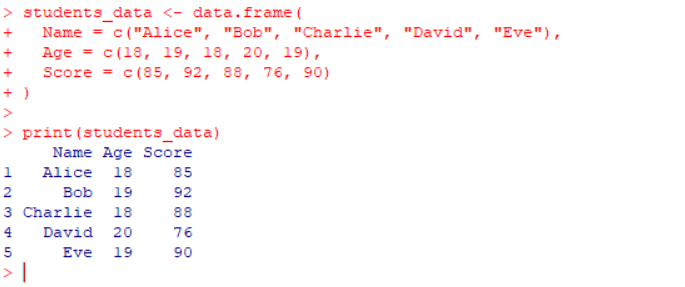 > students_data <- data.frame(
+   Name = c("Alice", "Bob", "Charlie", "David", "Eve"),
+   Age = c(18, 19, 18, 20, 19),
+   Score = c(85, 92, 88, 76, 90)
+ )
>
> print(students_data)
     Name Age Score
1   Alice  18    85
2     Bob  19    92
3 Charlie  18    88
4   David  20    76
5     Eve  19    90
>